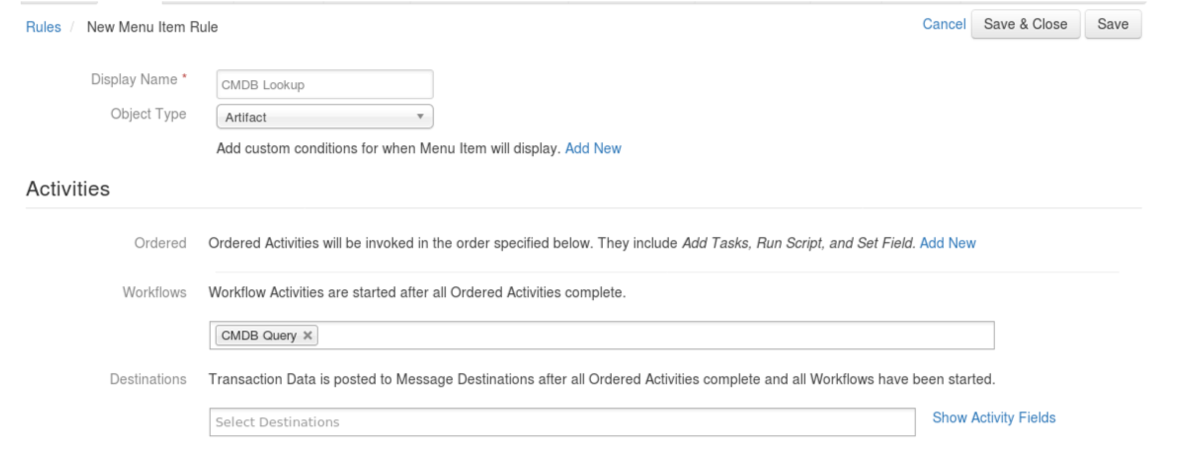 Rules / New Menu Item Rule Cancel Save & Close Save
Display Name * CMDB Lookup
Object Type Artifact
Add custom conditions for when Menu Item will display. Add New
Activities
Ordered Ordered Activities will be invoked in the order specified below. They include Add Tasks, Run Script, and Set Field. Add New
Workflows Workflow Activities are started after all Ordered Activities complete.
CMDB Query ×
Destinations Transaction Data is posted to Message Destinations after all Ordered Activities complete and all Workflows have been started.
Select Destinations Show Activity Fields